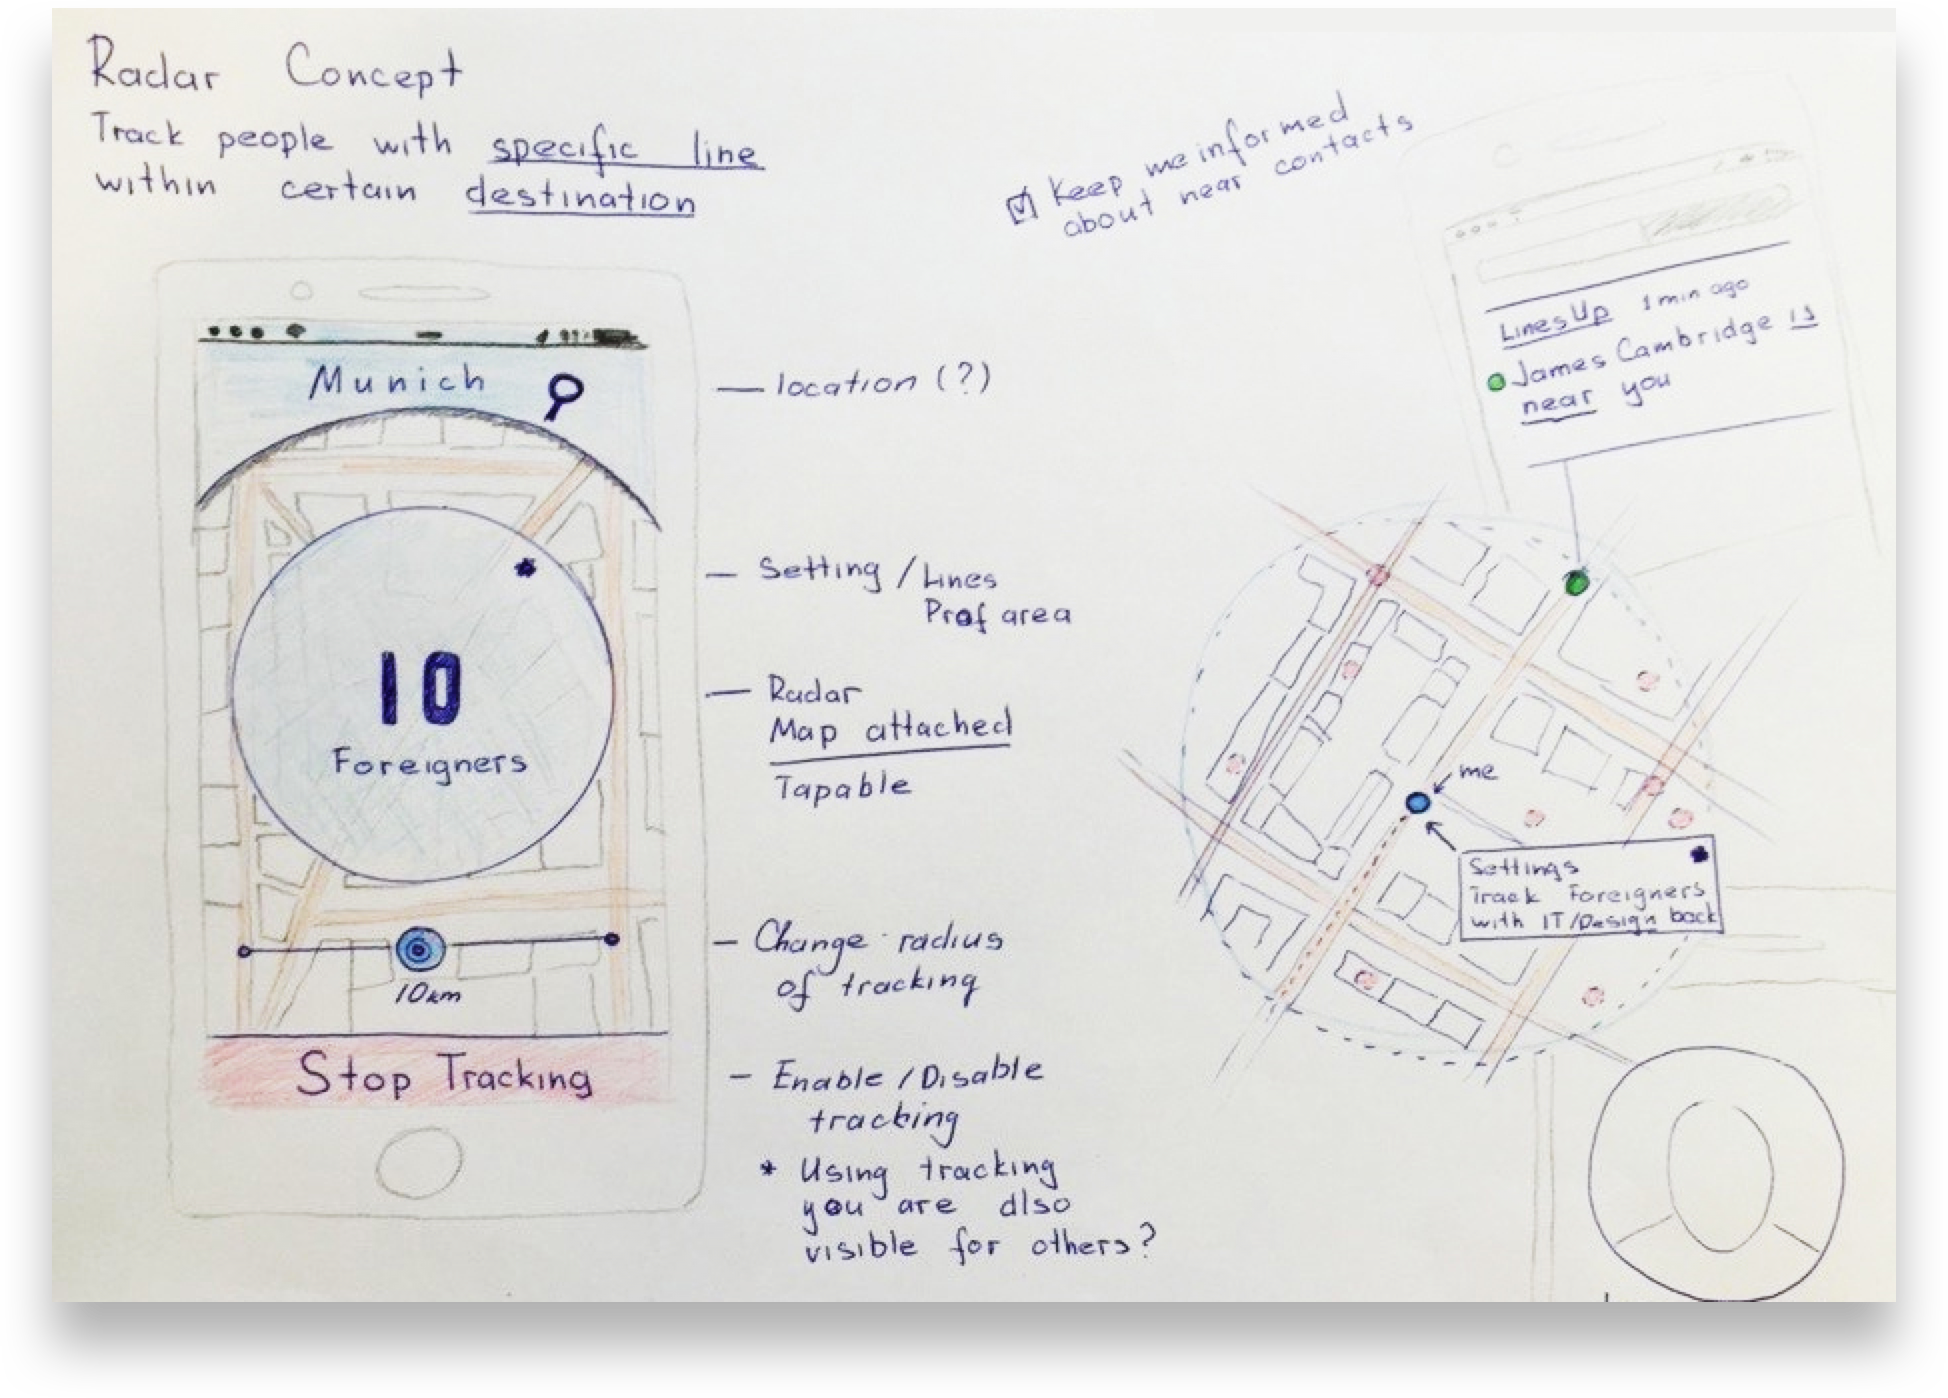 Radar Concept
Track people with specific line
within certain destination
Keep me informed
about near contacts
LinesUp 1 min ago
James Cambridge is
near you
Munich
location (?)
Setting / Lines
Prof area
10
Foreigners
Radar
Map attached
Tapable
me
Settings
Track Foreigners
with IT/Design back
Change radius
of tracking
10km
Stop Tracking
Enable / Disable
tracking
* Using tracking
you are also
visible for others?